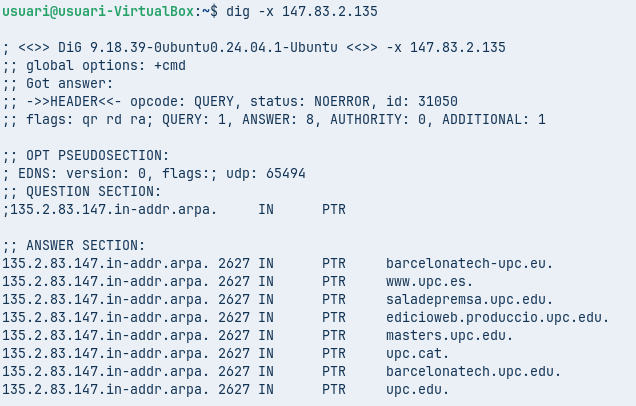 usuari@usuari-VirtualBox:~$ dig -x 147.83.2.135

; <<>> DiG 9.18.39-0ubuntu0.24.04.1-Ubuntu <<>> -x 147.83.2.135
;; global options: +cmd
;; Got answer:
;; ->>HEADER<<- opcode: QUERY, status: NOERROR, id: 31050
;; flags: qr rd ra; QUERY: 1, ANSWER: 8, AUTHORITY: 0, ADDITIONAL: 1

;; OPT PSEUDOSECTION:
; EDNS: version: 0, flags:; udp: 65494
;; QUESTION SECTION:
;135.2.83.147.in-addr.arpa.     IN      PTR

;; ANSWER SECTION:
135.2.83.147.in-addr.arpa. 2627 IN      PTR     barcelonatech-upc.eu.
135.2.83.147.in-addr.arpa. 2627 IN      PTR     www.upc.es.
135.2.83.147.in-addr.arpa. 2627 IN      PTR     saladepremsa.upc.edu.
135.2.83.147.in-addr.arpa. 2627 IN      PTR     edicioweb.produccio.upc.edu.
135.2.83.147.in-addr.arpa. 2627 IN      PTR     masters.upc.edu.
135.2.83.147.in-addr.arpa. 2627 IN      PTR     upc.cat.
135.2.83.147.in-addr.arpa. 2627 IN      PTR     barcelonatech.upc.edu.
135.2.83.147.in-addr.arpa. 2627 IN      PTR     upc.edu.